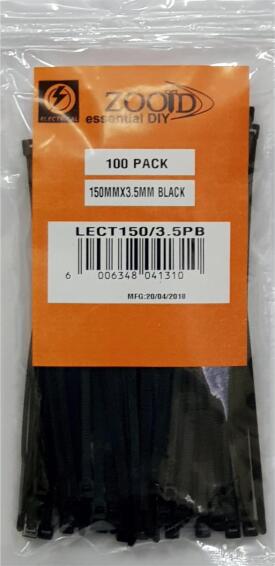 ZOOID
essential DIY
ELECTRICAL
100 PACK
150MMX3.5MM BLACK
LECT150/3.5PB
6 006348 041310
MFG:20/04/2018